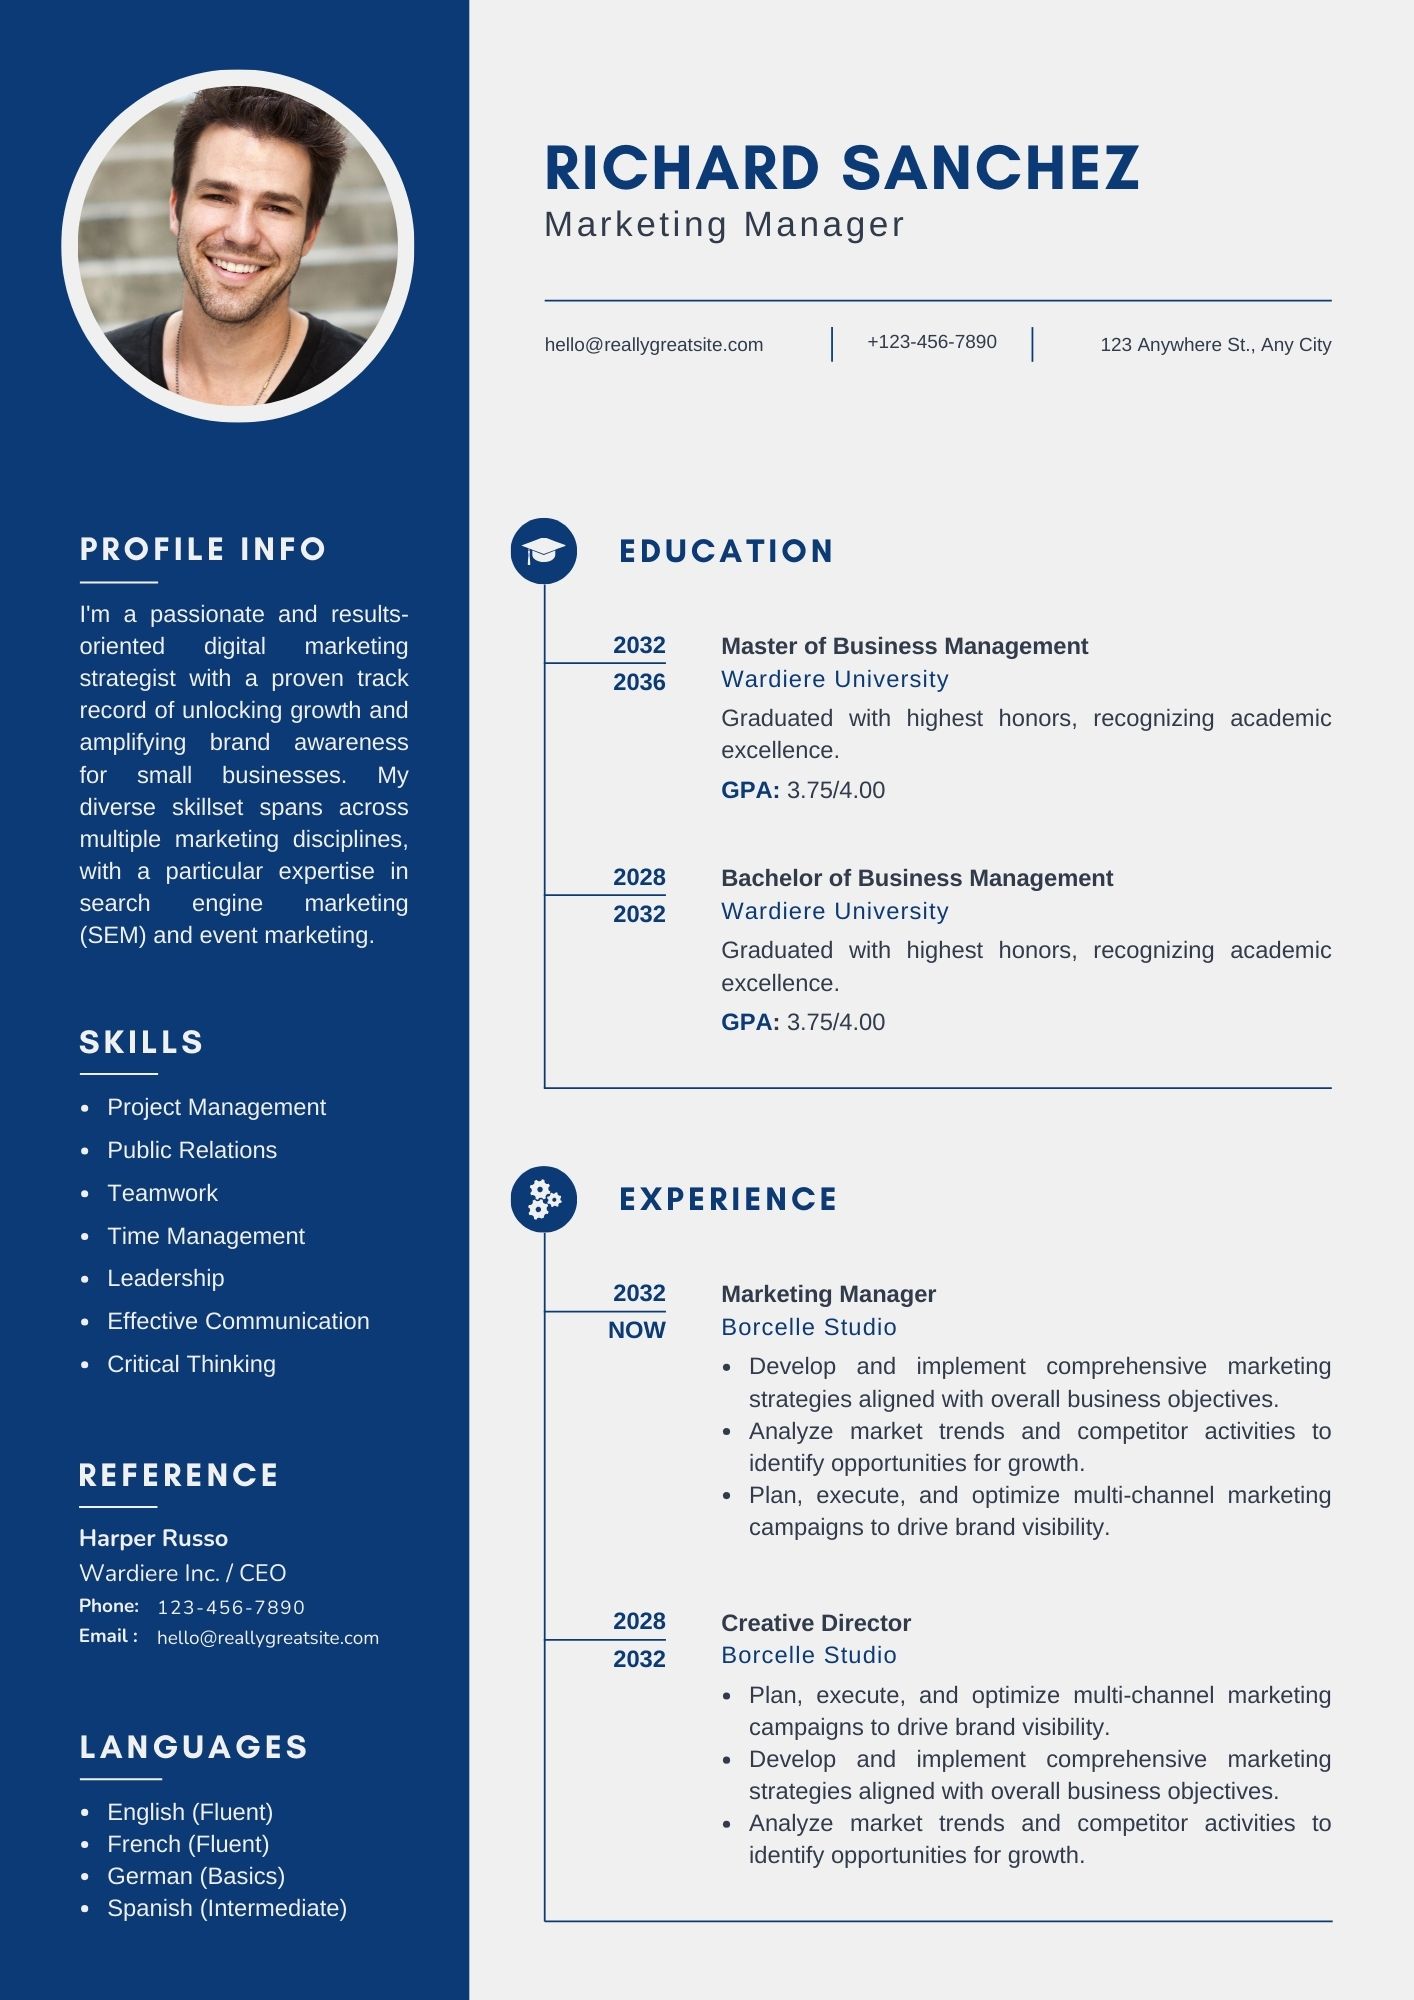 RICHARD SANCHEZ
Marketing Manager
hello@reallygreatsite.com
+123-456-7890
123 Anywhere St., Any City
PROFILE INFO
I'm a passionate and results-
oriented digital marketing
strategist with a proven track
record of unlocking growth and
amplifying brand awareness
for small businesses. My
diverse skillset spans across
multiple marketing disciplines,
with a particular expertise in
search engine marketing
(SEM) and event marketing.
SKILLS
• Project Management
• Public Relations
• Teamwork
• Time Management
• Leadership
• Effective Communication
• Critical Thinking
REFERENCE
Harper Russo
Wardiere Inc. / CEO
Phone: 123-456-7890
Email : hello@reallygreatsite.com
LANGUAGES
• English (Fluent)
• French (Fluent)
• German (Basics)
• Spanish (Intermediate)
EDUCATION
2032
2036
Master of Business Management
Wardiere University
Graduated with highest honors, recognizing academic
excellence.
GPA: 3.75/4.00
2028
2032
Bachelor of Business Management
Wardiere University
Graduated with highest honors, recognizing academic
excellence.
GPA: 3.75/4.00
EXPERIENCE
2032
NOW
Marketing Manager
Borcelle Studio
• Develop and implement comprehensive marketing
strategies aligned with overall business objectives.
• Analyze market trends and competitor activities to
identify opportunities for growth.
• Plan, execute, and optimize multi-channel marketing
campaigns to drive brand visibility.
2028
2032
Creative Director
Borcelle Studio
• Plan, execute, and optimize multi-channel marketing
campaigns to drive brand visibility.
• Develop and implement comprehensive marketing
strategies aligned with overall business objectives.
• Analyze market trends and competitor activities to
identify opportunities for growth.